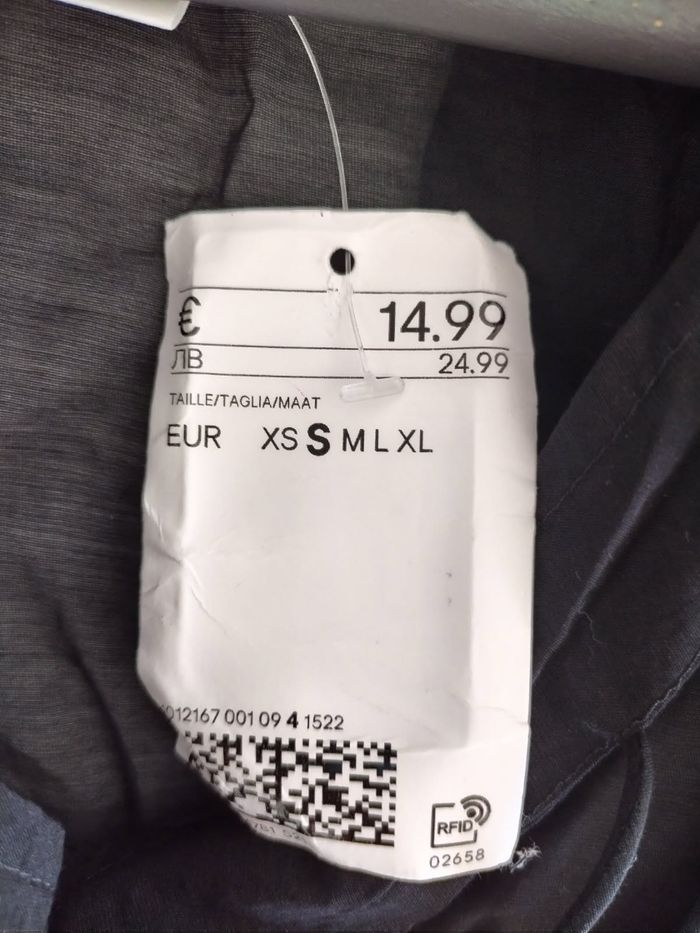 € 14.99
ЛВ 24.99
TAILLE/TAGLIA/MAAT
EUR XS S M L XL
012167 001 09 4 1522
RFID
02658